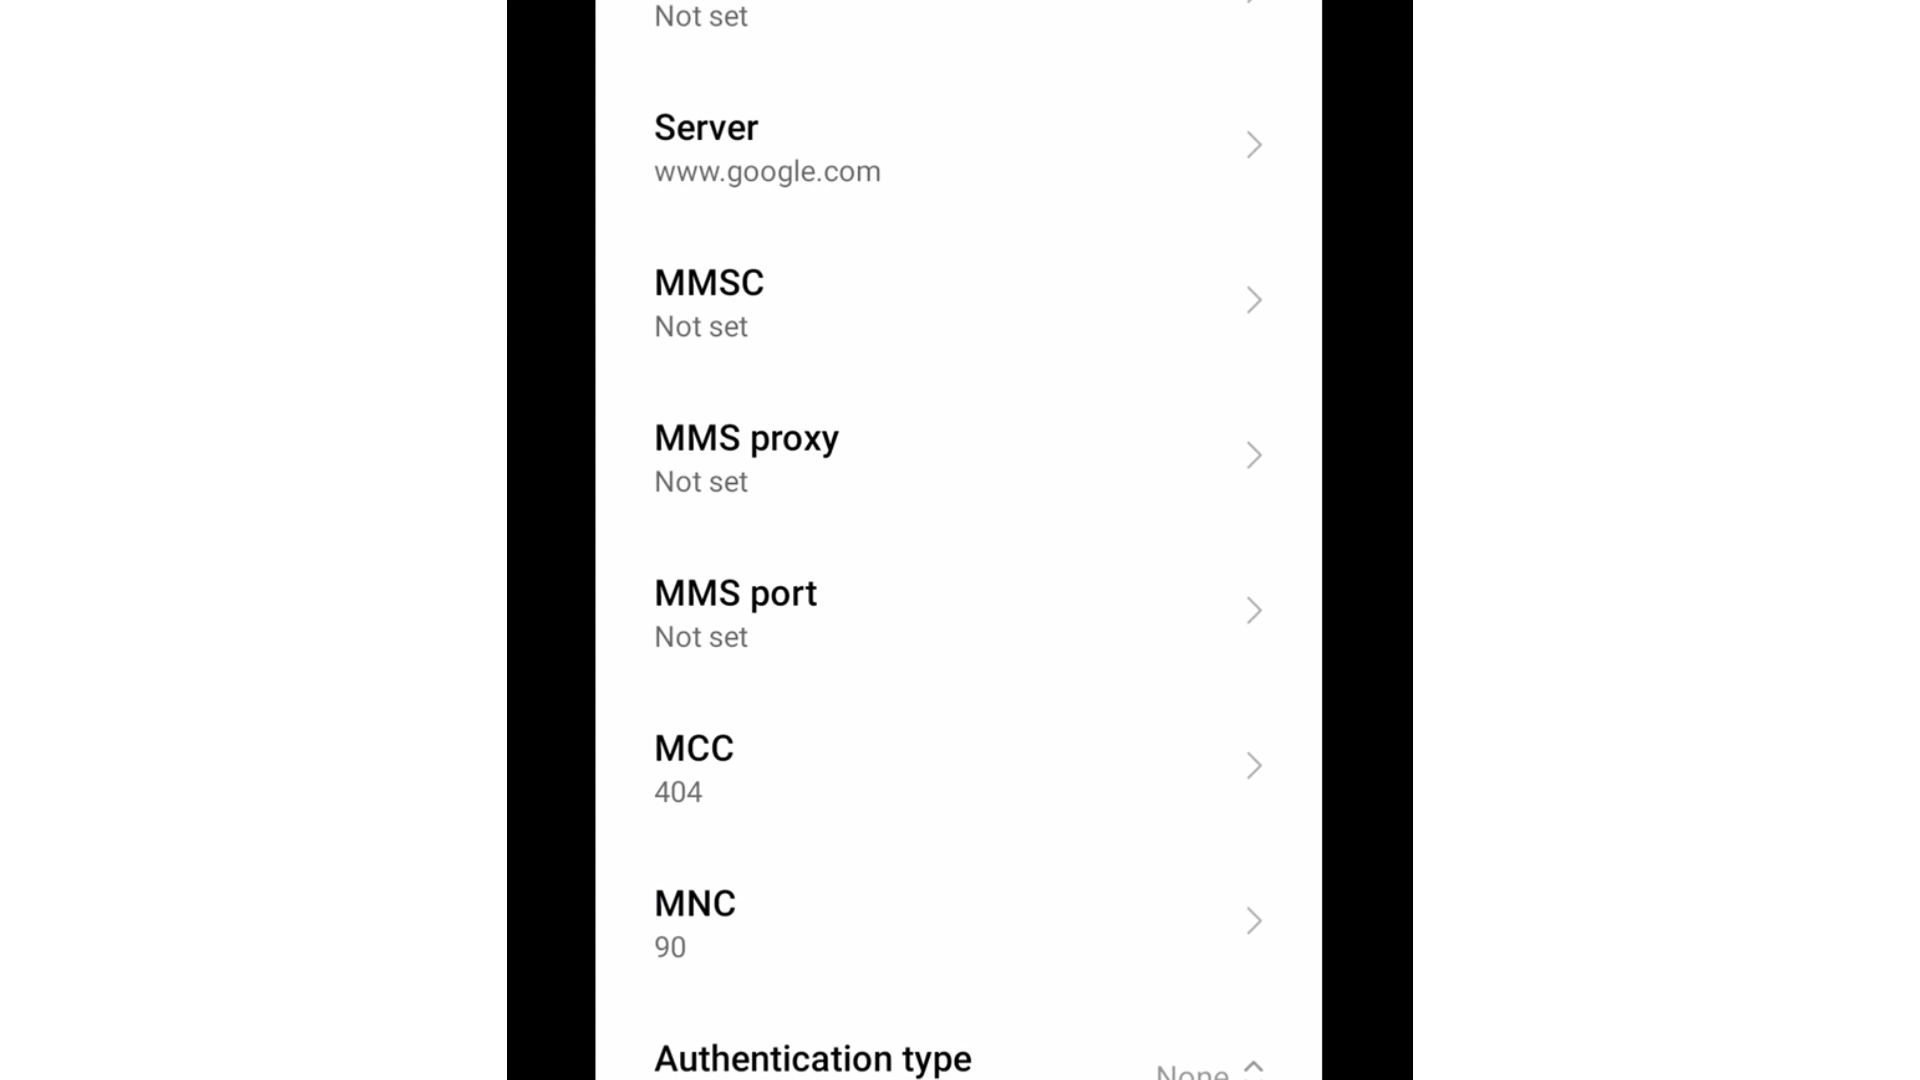 Not set
Server
www.google.com
MMSC
Not set
MMS proxy
Not set
MMS port
Not set
MCC
404
MNC
90
Authentication type
None